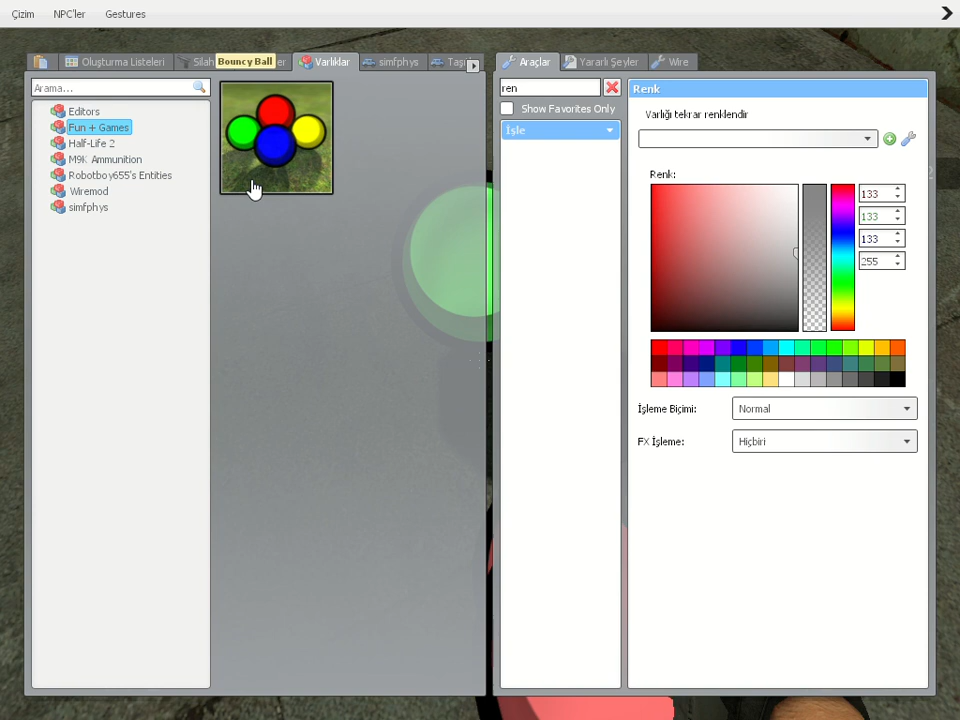 Çizim NPC'ler Gestures
Oluşturma Listeleri Silah er Varlıklar simfphys Taşı
Bouncy Ball
Araçlar Yararlı Şeyler Wire
Arama...
Editors
Fun + Games
Half-Life 2
M9K Ammunition
Robotboy655's Entities
Wiremod
simfphys
ren
Show Favorites Only
İşle
Renk
Varlığı tekrar renklendir
Renk:
133
133
133
255
İşleme Biçimi: Normal
FX İşleme: Hiçbiri